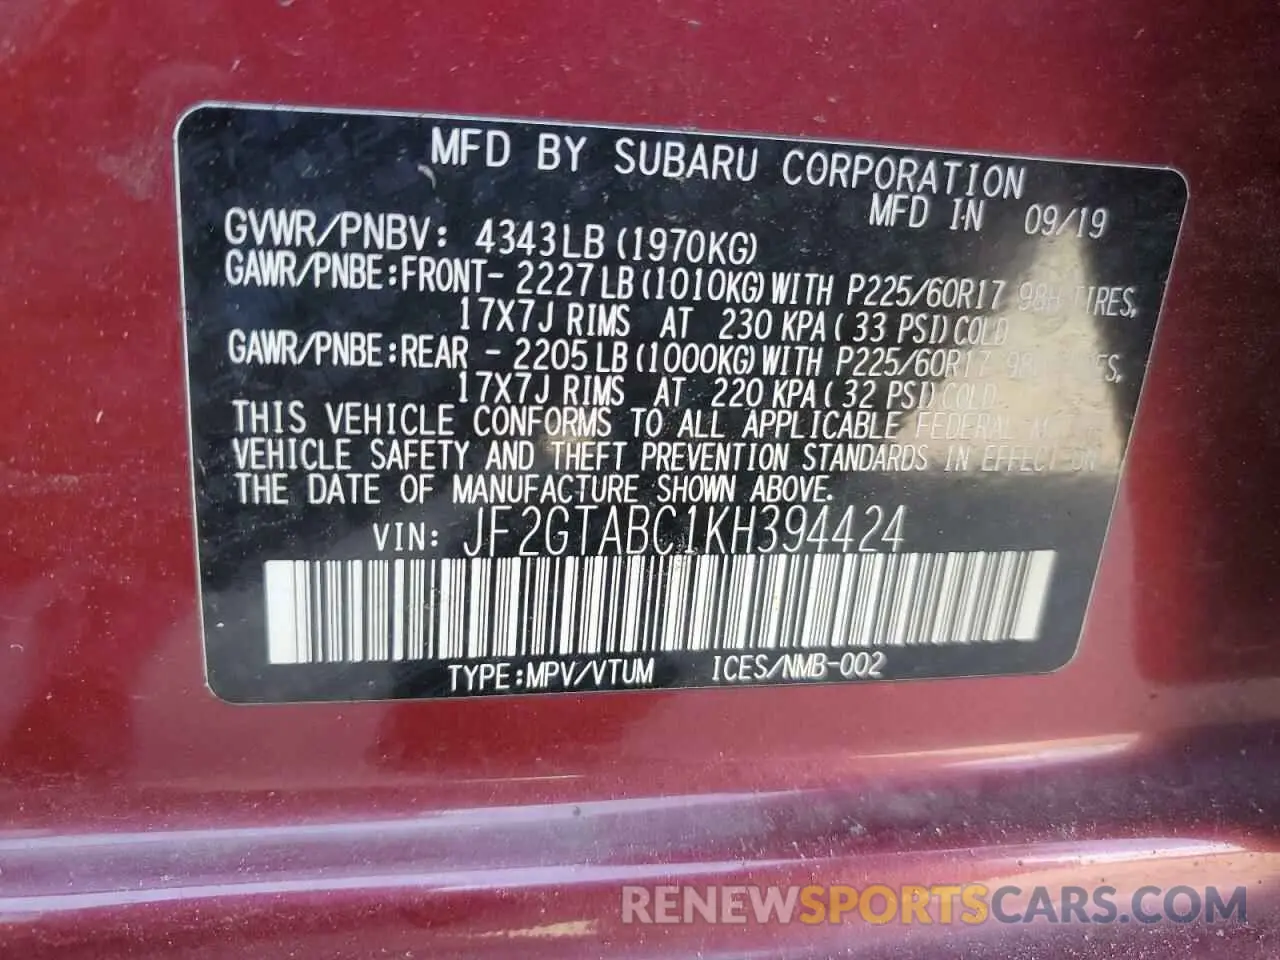 MFD BY SUBARU CORPORATION
MFD IN 09/19
GVWR/PNBV: 4343LB (1970KG)
GAWR/PNBE:FRONT- 2227LB(1010KG)WITH P225/60R17 98H TIRES,
17X7J RIMS AT 230 KPA( 33 PSI)COLD
GAWR/PNBE:REAR - 2205LB(1000KG)WITH P225/60R17
17X7J RIMS AT 220 KPA( 32 PSI)COLD
THIS VEHICLE CONFORMS TO ALL APPLICABLE FEDERAL
VEHICLE SAFETY AND THEFT PREVENTION STANDARDS IN EFFECT ON
THE DATE OF MANUFACTURE SHOWN ABOVE.
VIN: JF2GTABC1KH394424
TYPE:MPV/VTUM ICES/NMB-002
RENEWSPORTSCARS.COM